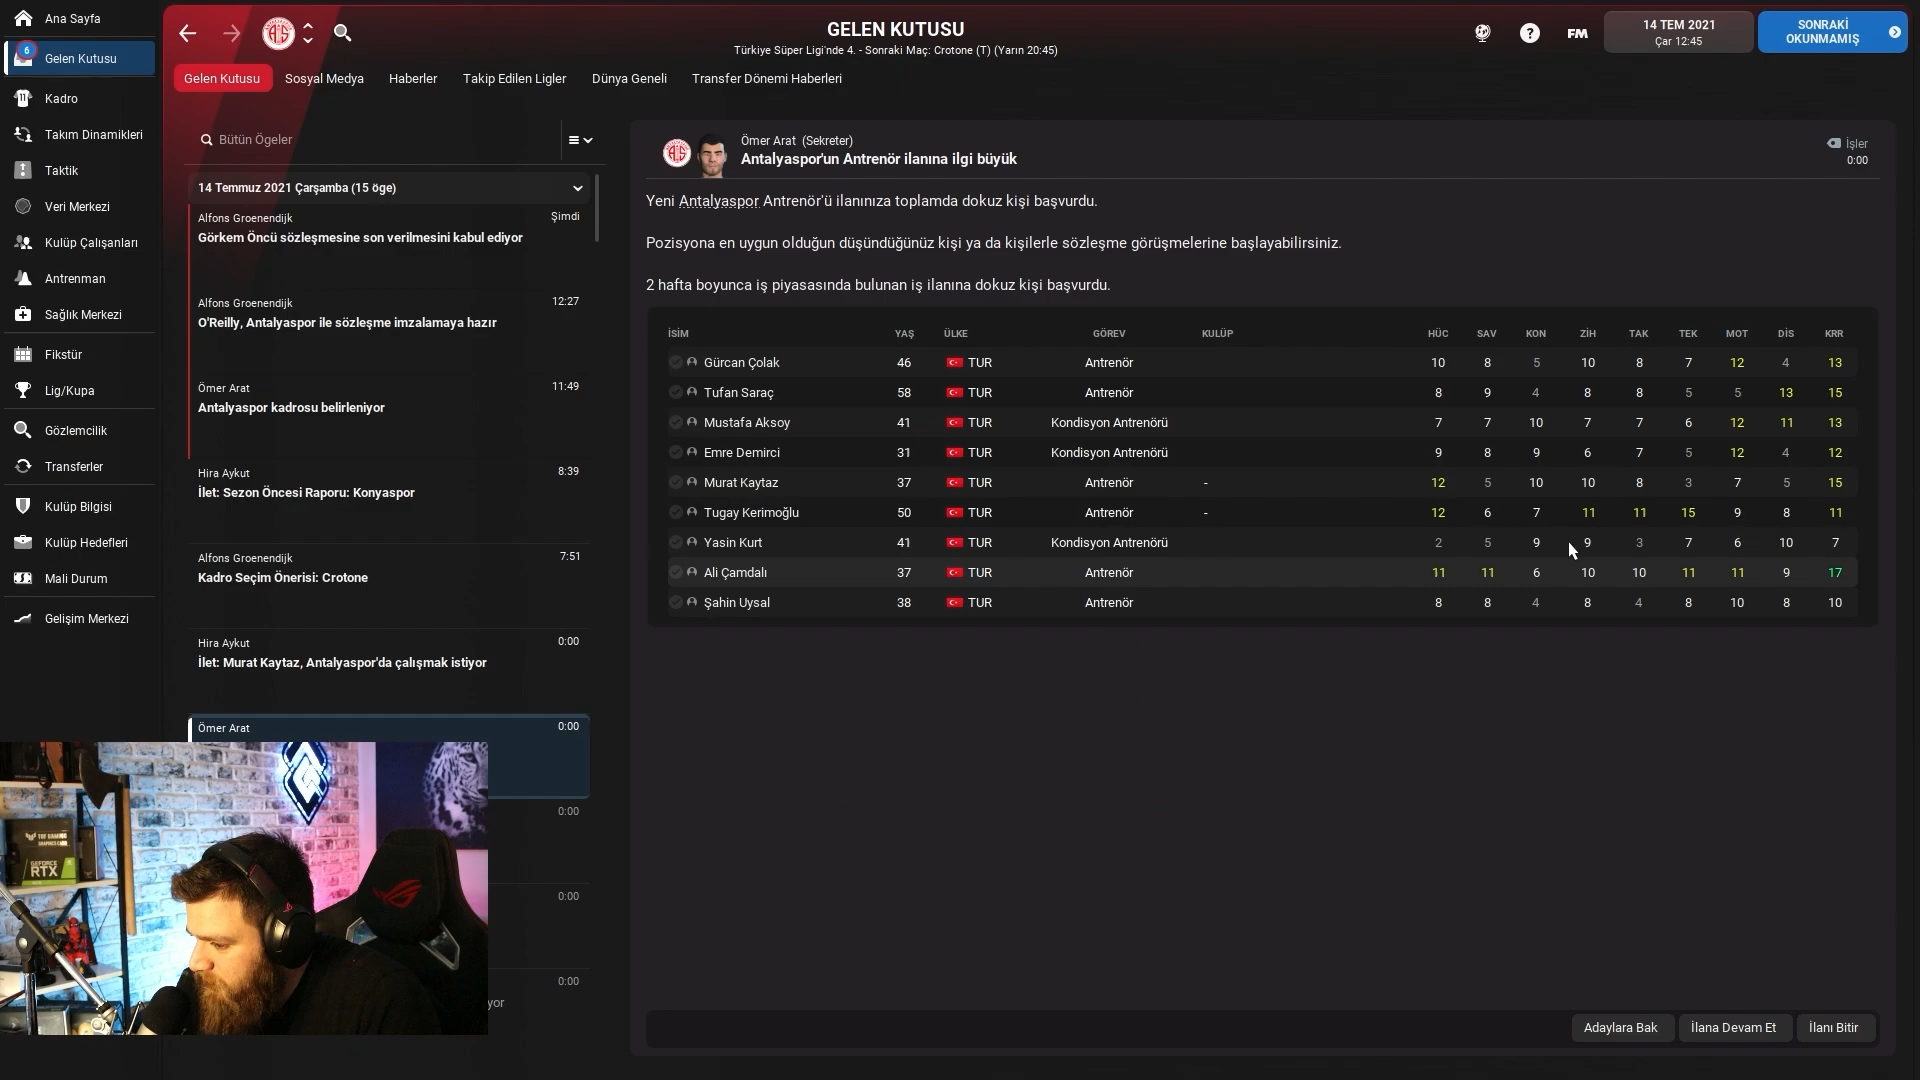 Ana Sayfa
6
Gelen Kutusu
Kadro
Takım Dinamikleri
Taktik
Veri Merkezi
Kulüp Çalışanları
Antrenman
Sağlık Merkezi
Fikstür
Lig/Kupa
Gözlemcilik
Transferler
Kulüp Bilgisi
Kulüp Hedefleri
Mali Durum
Gelişim Merkezi
GELEN KUTUSU
Türkiye Süper Ligi'nde 4. - Sonraki Maç: Crotone (T) (Yarın 20:45)
FM
14 TEM 2021
Çar 12:45
SONRAKİ
OKUNMAMIŞ
Gelen Kutusu Sosyal Medya Haberler Takip Edilen Ligler Dünya Geneli Transfer Dönemi Haberleri
Bütün Ögeler
14 Temmuz 2021 Çarşamba (15 öge)
Alfons Groenendijk Şimdi
Görkem Öncü sözleşmesine son verilmesini kabul ediyor
Alfons Groenendijk 12:27
O'Reilly, Antalyaspor ile sözleşme imzalamaya hazır
Ömer Arat 11:49
Antalyaspor kadrosu belirleniyor
Hira Aykut 8:39
İlet: Sezon Öncesi Raporu: Konyaspor
Alfons Groenendijk 7:51
Kadro Seçim Önerisi: Crotone
Hira Aykut 0:00
İlet: Murat Kaytaz, Antalyaspor'da çalışmak istiyor
Ömer Arat 0:00
0:00
0:00
0:00
yor
Ömer Arat (Sekreter)
Antalyaspor'un Antrenör ilanına ilgi büyük
İşler
0:00
Yeni Antalyaspor Antrenör'ü ilanınıza toplamda dokuz kişi başvurdu.
Pozisyona en uygun olduğun düşündüğünüz kişi ya da kişilerle sözleşme görüşmelerine başlayabilirsiniz.
2 hafta boyunca iş piyasasında bulunan iş ilanına dokuz kişi başvurdu.
İSİM YAŞ ÜLKE GÖREV KULÜP HÜC SAV KON ZİH TAK TEK MOT DİS KRR
Gürcan Çolak 46 TUR Antrenör 10 8 5 10 8 7 12 4 13
Tufan Saraç 58 TUR Antrenör 8 9 4 8 8 5 5 13 15
Mustafa Aksoy 41 TUR Kondisyon Antrenörü 7 7 10 7 7 6 12 11 13
Emre Demirci 31 TUR Kondisyon Antrenörü 9 8 9 6 7 5 12 4 12
Murat Kaytaz 37 TUR Antrenör - 12 5 10 10 8 3 7 5 15
Tugay Kerimoğlu 50 TUR Antrenör - 12 6 7 11 11 15 9 8 11
Yasin Kurt 41 TUR Kondisyon Antrenörü 2 5 9 9 3 7 6 10 7
Ali Çamdalı 37 TUR Antrenör 11 11 6 10 10 11 11 9 17
Şahin Uysal 38 TUR Antrenör 8 8 4 8 4 8 10 8 10
Adaylara Bak İlana Devam Et İlanı Bitir
GEFORCE
RTX